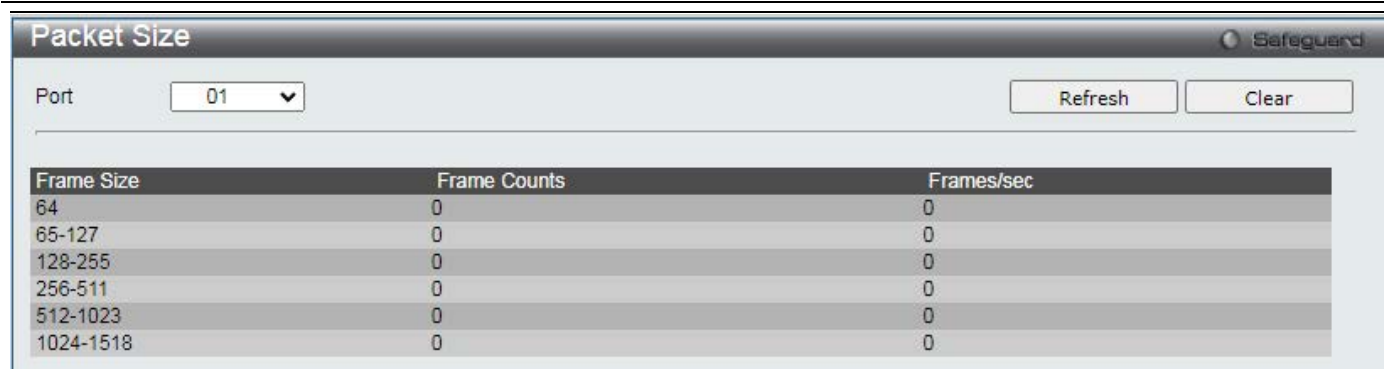 Packet Size
Safeguard
Port 01 Refresh Clear
Frame Size Frame Counts Frames/sec
64 0 0
65-127 0 0
128-255 0 0
256-511 0 0
512-1023 0 0
1024-1518 0 0